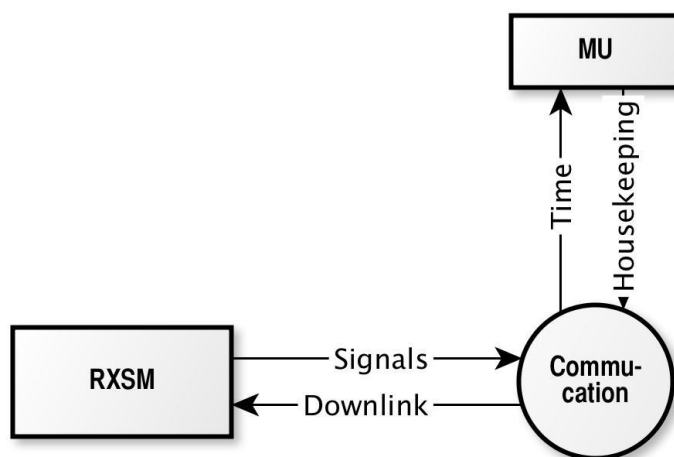 MU
Time
Housekeeping
Signals
RXSM
Downlink
Commu-
cation